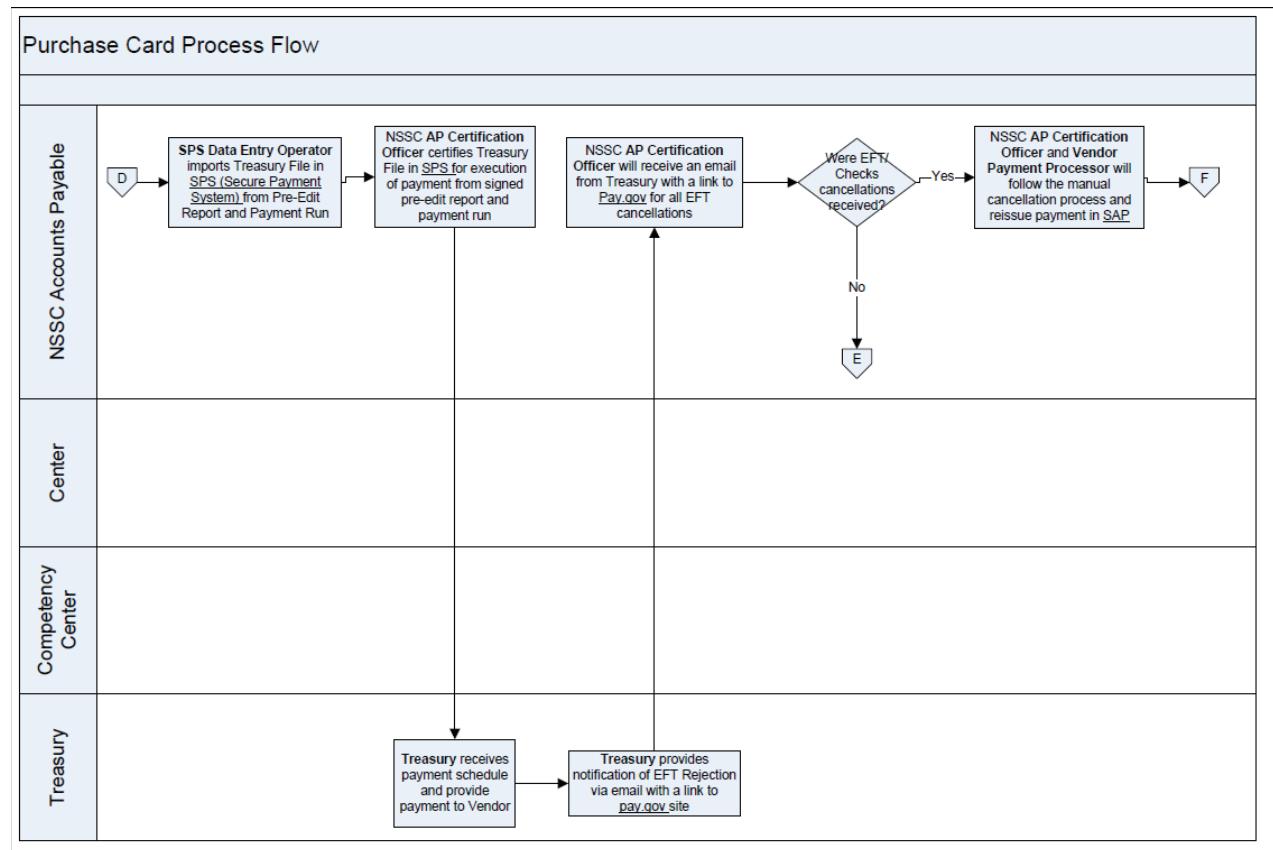 Purchase Card Process Flow
NSSC Accounts Payable
D
SPS Data Entry Operator
imports Treasury File in
SPS (Secure Payment
System) from Pre-Edit
Report and Payment Run
NSSC AP Certification
Officer certifies Treasury
File in SPS for execution
of payment from signed
pre-edit report and
payment run
NSSC AP Certification
Officer will receive an email
from Treasury with a link to
Pay.gov for all EFT
cancellations
Were EFT/
Checks
cancellations
received?
Yes
NSSC AP Certification
Officer and Vendor
Payment Processor will
follow the manual
cancellation process and
reissue payment in SAP
F
No
E
Center
Competency
Center
Treasury
Treasury receives
payment schedule
and provide
payment to Vendor
Treasury provides
notification of EFT Rejection
via email with a link to
pay.gov site